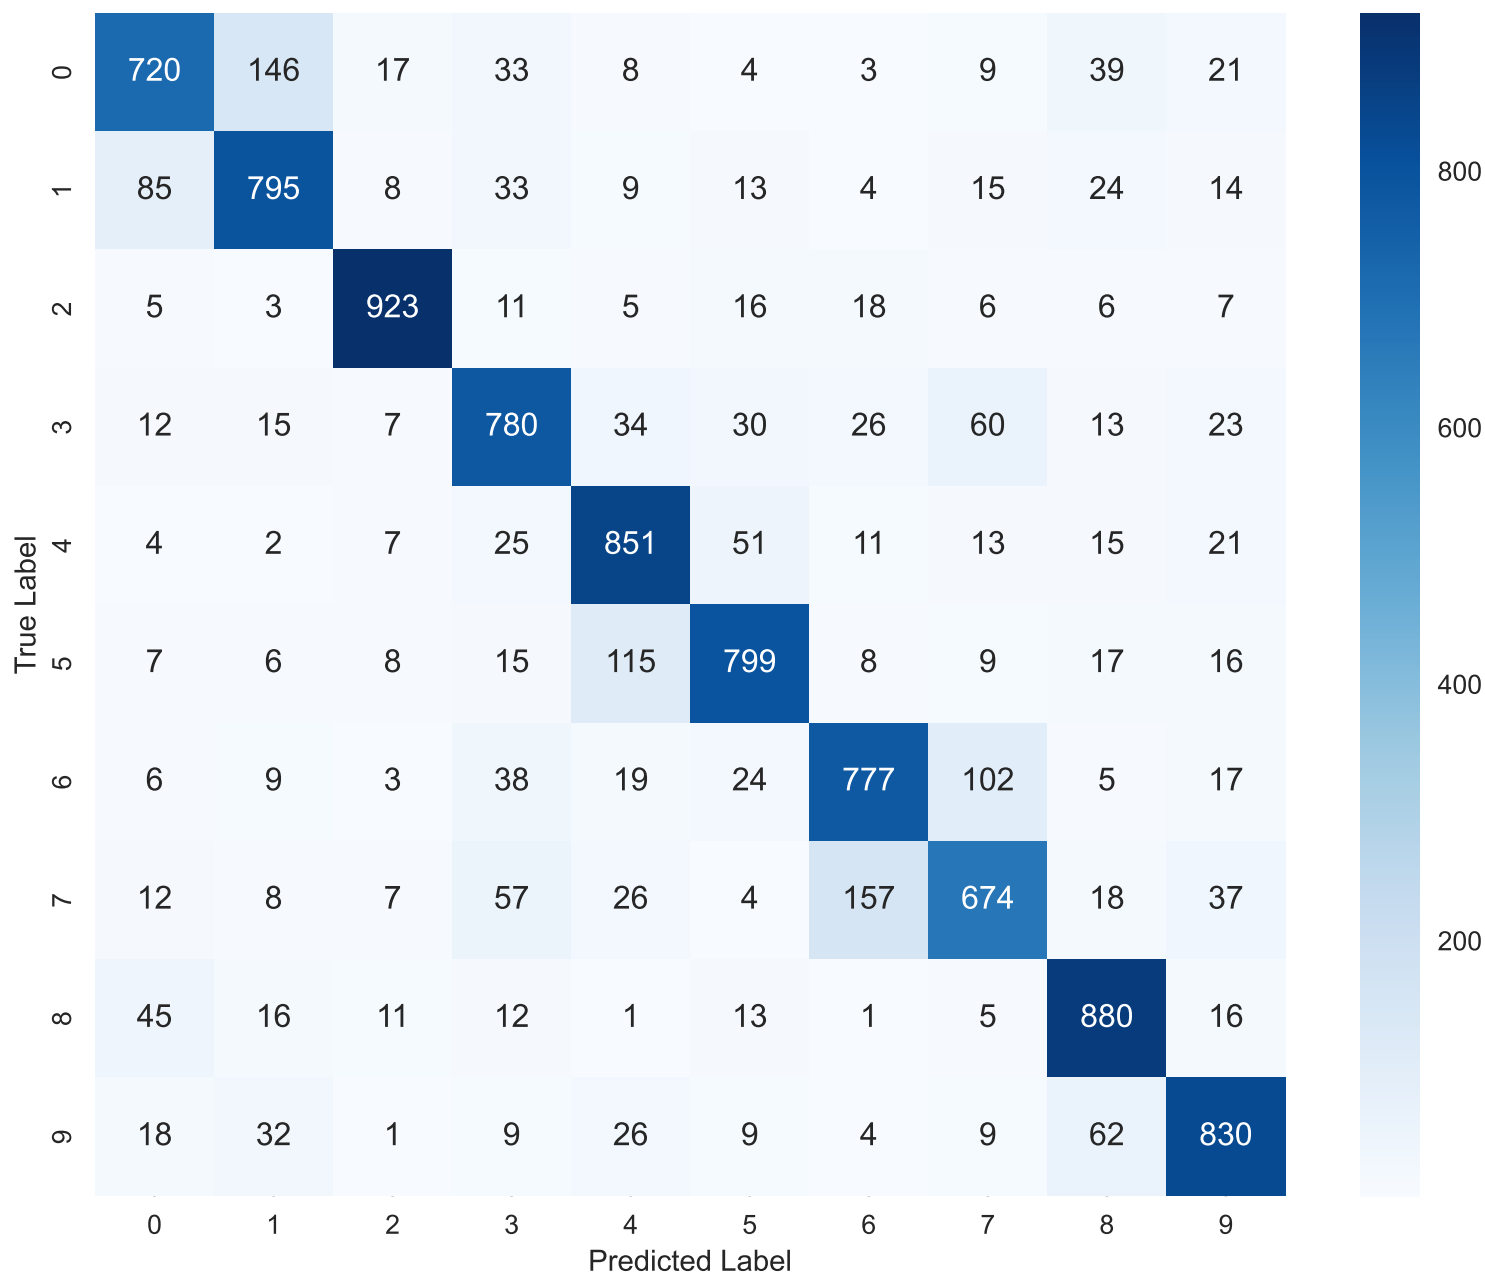 0 720 146 17 33 8 4 3 9 39 21
1 85 795 8 33 9 13 4 15 24 14
2 5 3 923 11 5 16 18 6 6 7
3 12 15 7 780 34 30 26 60 13 23
4 4 2 7 25 851 51 11 13 15 21
5 7 6 8 15 115 799 8 9 17 16
6 6 9 3 38 19 24 777 102 5 17
7 12 8 7 57 26 4 157 674 18 37
8 45 16 11 12 1 13 1 5 880 16
9 18 32 1 9 26 9 4 9 62 830
0 1 2 3 4 5 6 7 8 9
Predicted Label
True Label
800
600
400
200